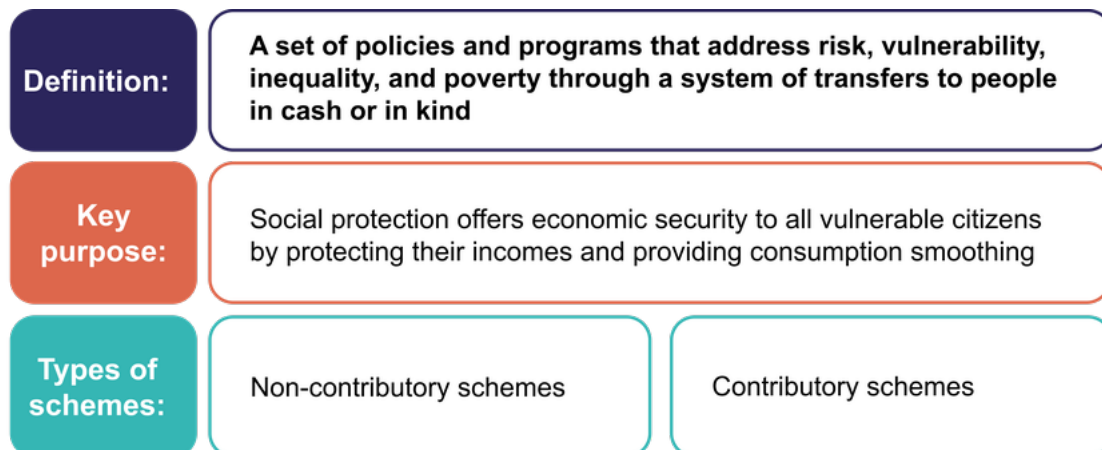 Definition:
A set of policies and programs that address risk, vulnerability,
inequality, and poverty through a system of transfers to people
in cash or in kind
Key
purpose:
Social protection offers economic security to all vulnerable citizens
by protecting their incomes and providing consumption smoothing
Types of
schemes:
Non-contributory schemes
Contributory schemes